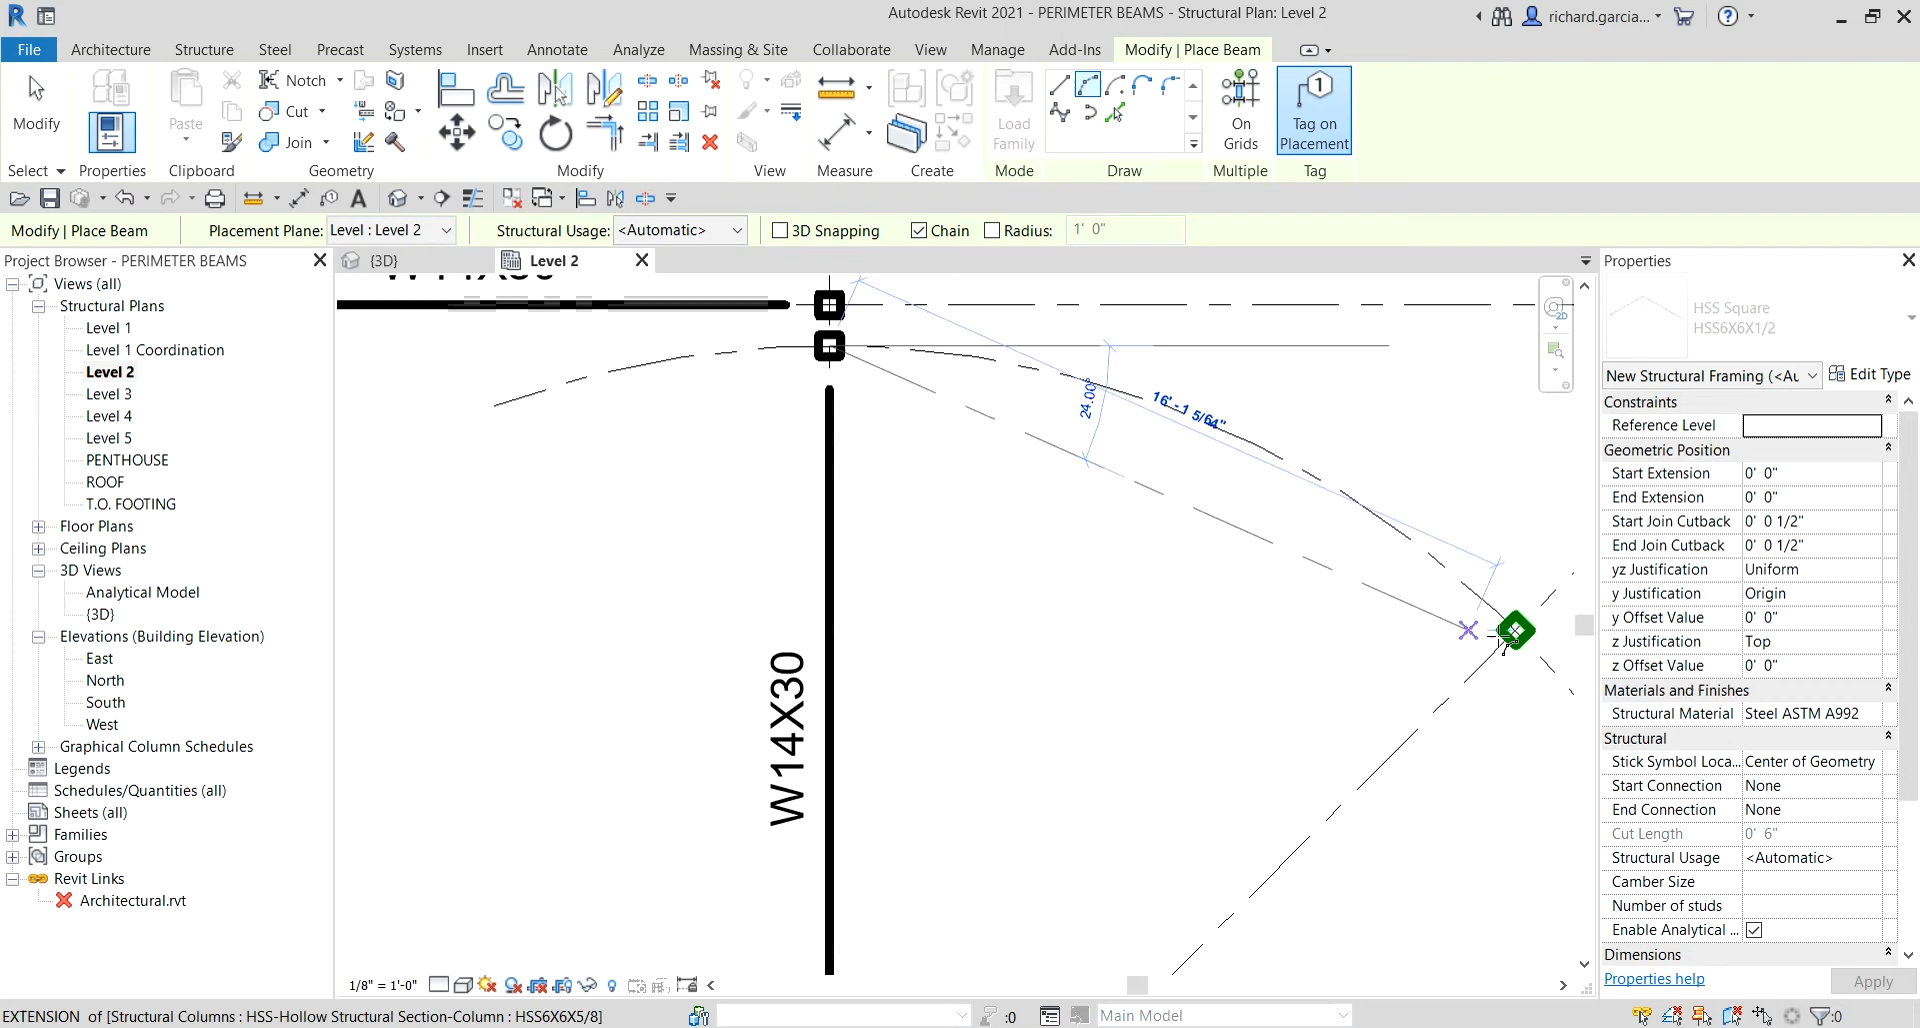 Autodesk Revit 2021 - PERIMETER BEAMS - Structural Plan: Level 2
richard.garcia...
File Architecture Structure Steel Precast Systems Insert Annotate Analyze Massing & Site Collaborate View Manage Add-Ins Modify | Place Beam
Modify
Paste
Notch
Cut
Join
Load
Family
On
Grids
1
Tag on
Placement
Select Properties Clipboard Geometry Modify View Measure Create Mode Draw Multiple Tag
Modify | Place Beam Placement Plane: Level : Level 2 Structural Usage: <Automatic> 3D Snapping Chain Radius: 1' 0"
Project Browser - PERIMETER BEAMS
Views (all)
Structural Plans
Level 1
Level 1 Coordination
Level 2
Level 3
Level 4
Level 5
PENTHOUSE
ROOF
T.O. FOOTING
Floor Plans
Ceiling Plans
3D Views
Analytical Model
{3D}
Elevations (Building Elevation)
East
North
South
West
Graphical Column Schedules
Legends
Schedules/Quantities (all)
Sheets (all)
Families
Groups
Revit Links
Architectural.rvt
{3D}
Level 2
24.00°
16' - 1 5/64"
W14X30
2D
1/8" = 1'-0"
Properties
HSS Square
HSS6X6X1/2
New Structural Framing (<Au Edit Type
Constraints
Reference Level
Geometric Position
Start Extension 0' 0"
End Extension 0' 0"
Start Join Cutback 0' 0 1/2"
End Join Cutback 0' 0 1/2"
yz Justification Uniform
y Justification Origin
y Offset Value 0' 0"
z Justification Top
z Offset Value 0' 0"
Materials and Finishes
Structural Material Steel ASTM A992
Structural
Stick Symbol Loca... Center of Geometry
Start Connection None
End Connection None
Cut Length 0' 6"
Structural Usage <Automatic>
Camber Size
Number of studs
Enable Analytical ...
Dimensions
Properties help Apply
EXTENSION of [Structural Columns : HSS-Hollow Structural Section-Column : HSS6X6X5/8] :0 Main Model :0